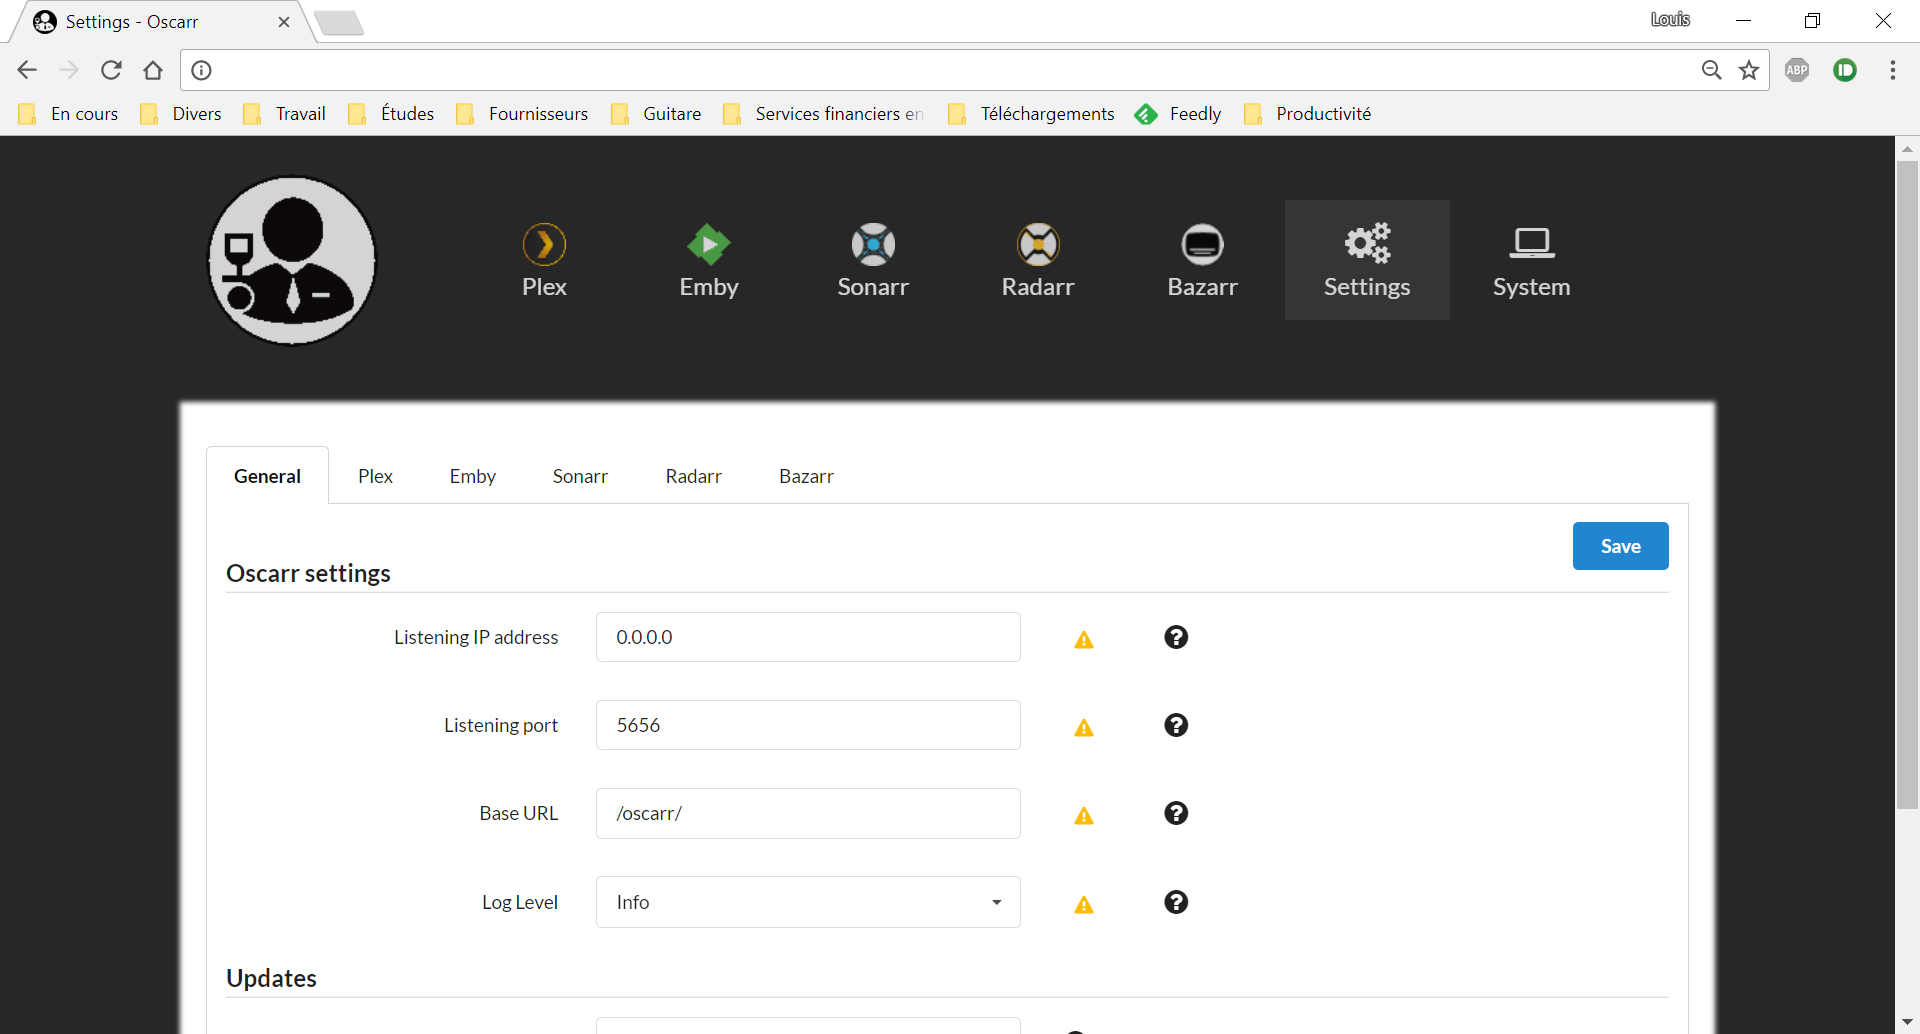 Settings - Oscarr
Louis
ABP
En cours Divers Travail Études Fournisseurs Guitare Services financiers en Téléchargements Feedly Productivité
Plex Emby Sonarr Radarr Bazarr Settings System
General Plex Emby Sonarr Radarr Bazarr
Save
Oscarr settings
Listening IP address 0.0.0.0
Listening port 5656
Base URL /oscarr/
Log Level Info
Updates